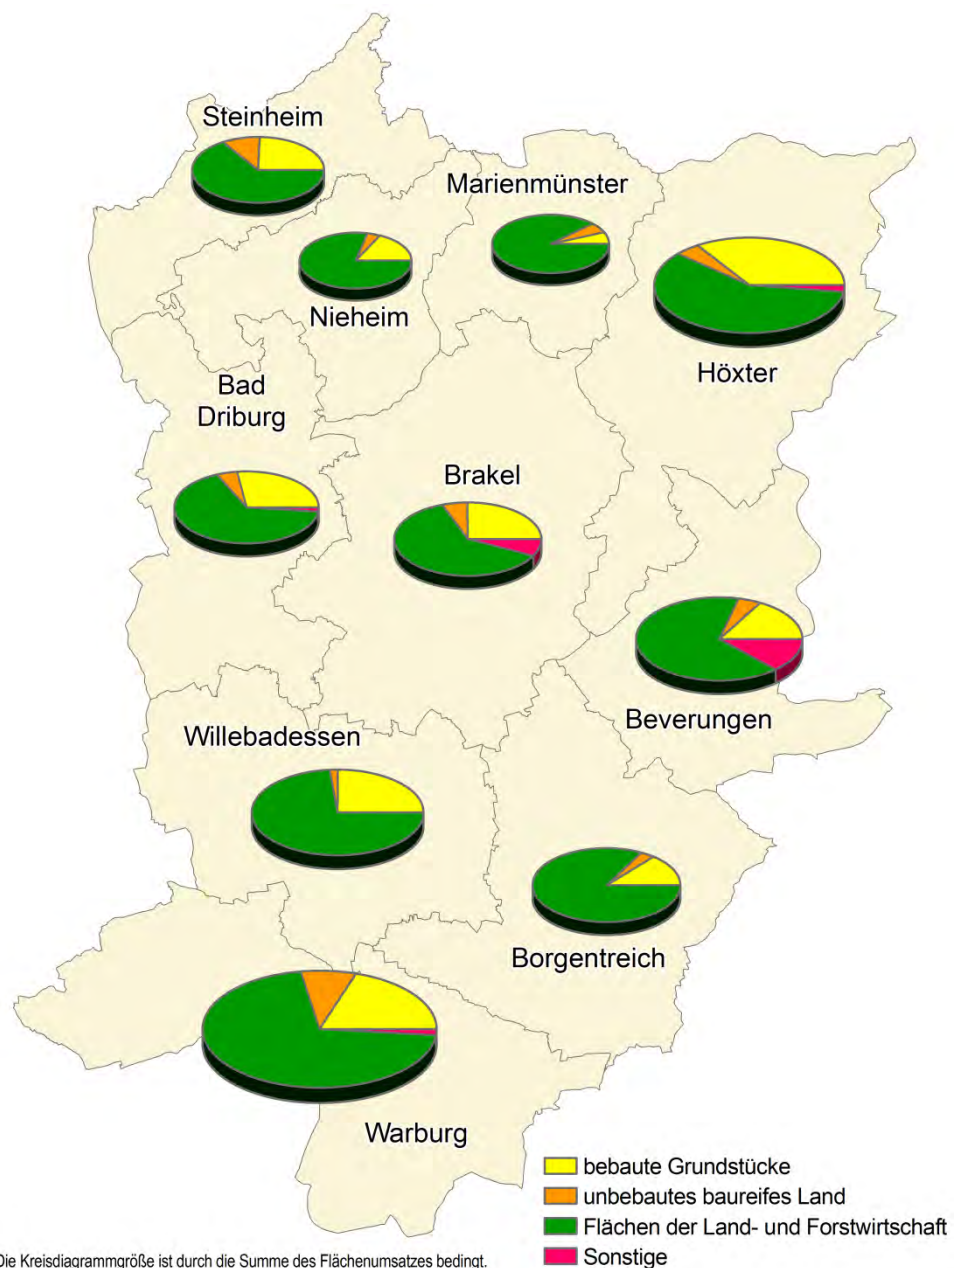 Steinheim
Marienmünster
Nieheim
Höxter
Bad
Driburg
Brakel
Beverungen
Willebadessen
Borgentreich
Warburg
bebaute Grundstücke
unbebautes baureifes Land
Flächen der Land- und Forstwirtschaft
Sonstige
Die Kreisdiagrammgröße ist durch die Summe des Flächenumsatzes bedingt.